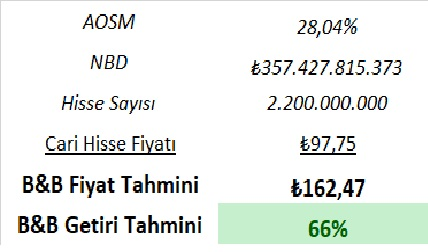 AOSM 28,04%
NBD ₺357.427.815.373
Hisse Sayısı 2.200.000.000
Cari Hisse Fiyatı ₺97,75
B&B Fiyat Tahmini ₺162,47
B&B Getiri Tahmini 66%